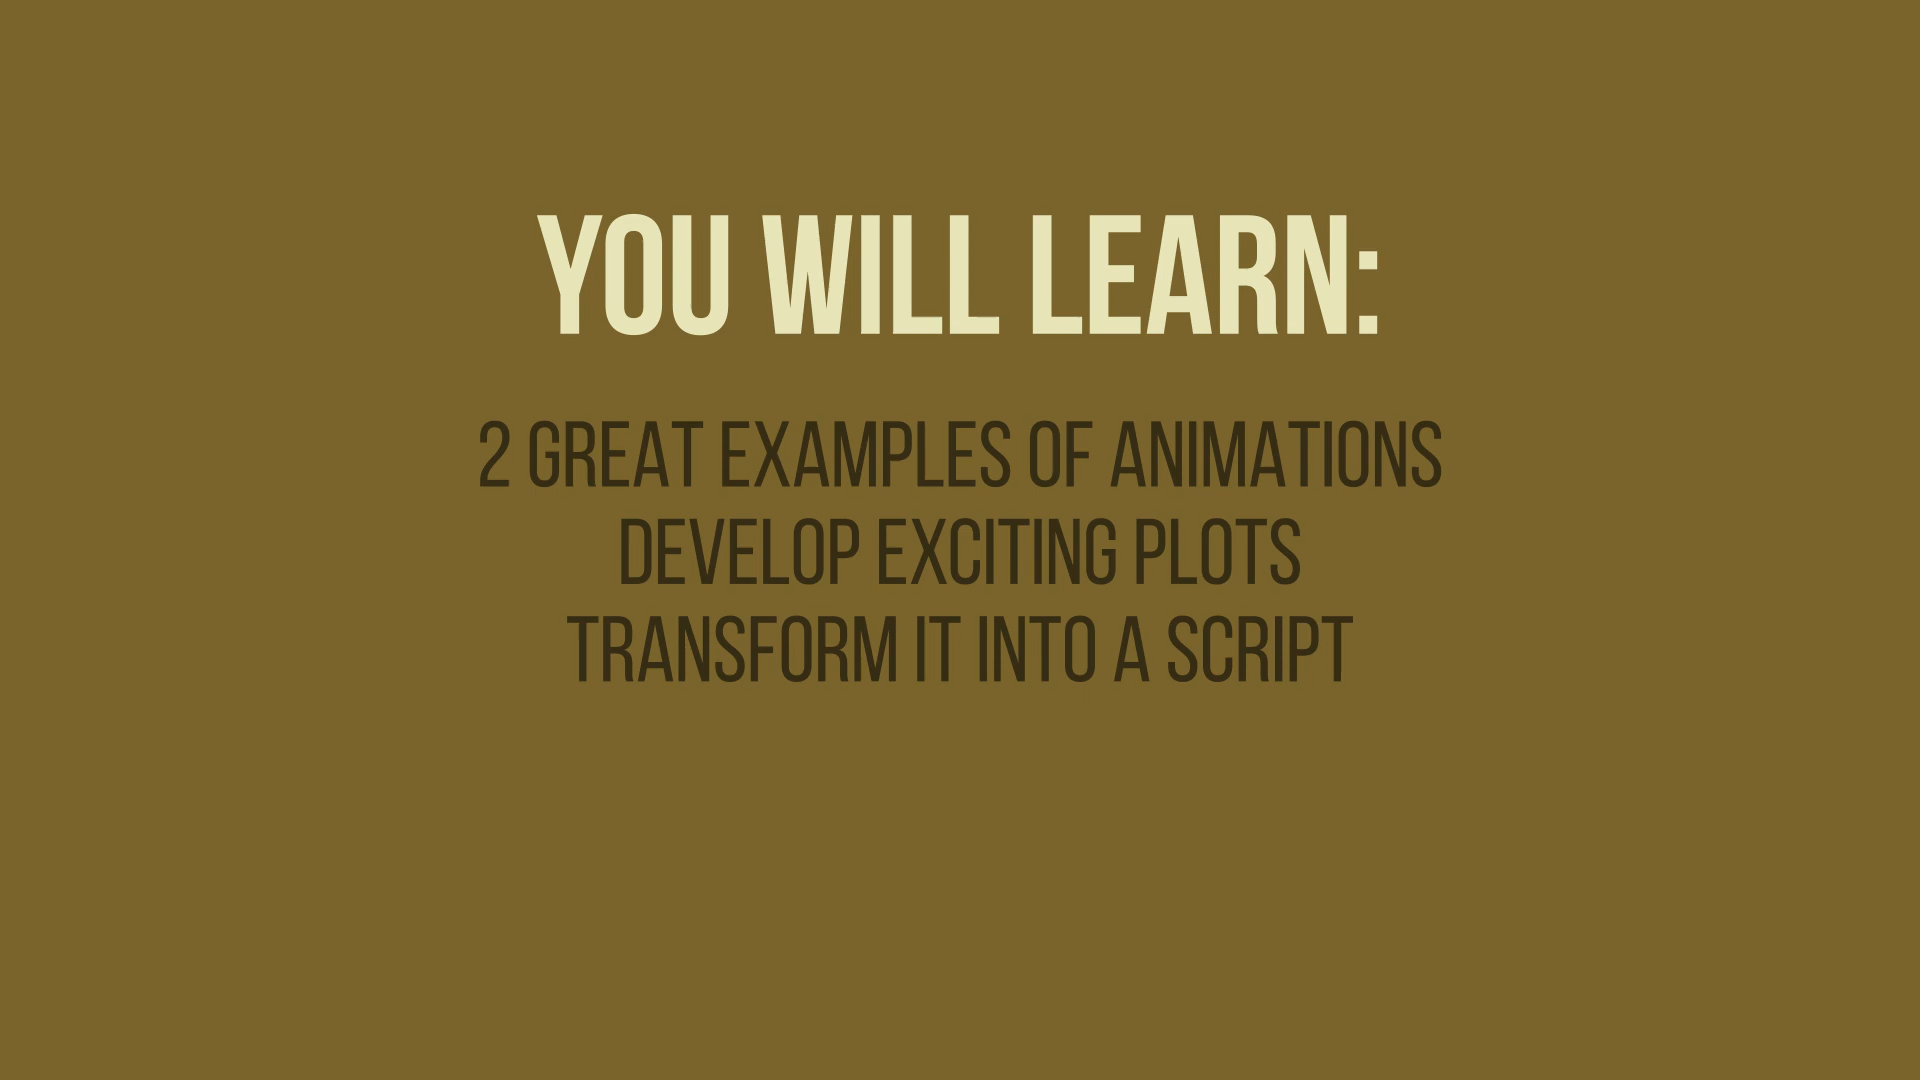 YOU WILL LEARN:
2 GREAT EXAMPLES OF ANIMATIONS
DEVELOP EXCITING PLOTS
TRANSFORM IT INTO A SCRIPT